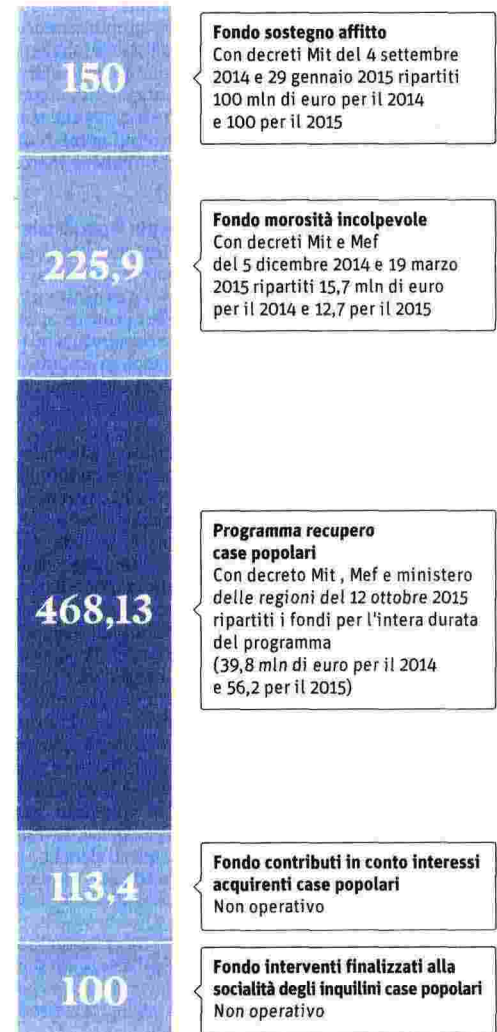 150
Fondo sostegno affitto
Con decreti Mit del 4 settembre
2014 e 29 gennaio 2015 ripartiti
100 mln di euro per il 2014
e 100 per il 2015
225,9
Fondo morosità incolpevole
Con decreti Mit e Mef
del 5 dicembre 2014 e 19 marzo
2015 ripartiti 15,7 mln di euro
per il 2014 e 12,7 per il 2015
468,13
Programma recupero
case popolari
Con decreto Mit , Mef e ministero
delle regioni del 12 ottobre 2015
ripartiti i fondi per l'intera durata
del programma
(39,8 mln di euro per il 2014
e 56,2 per il 2015)
113,4
Fondo contributi in conto interessi
acquirenti case popolari
Non operativo
100
Fondo interventi finalizzati alla
socialità degli inquilini case popolari
Non operativo